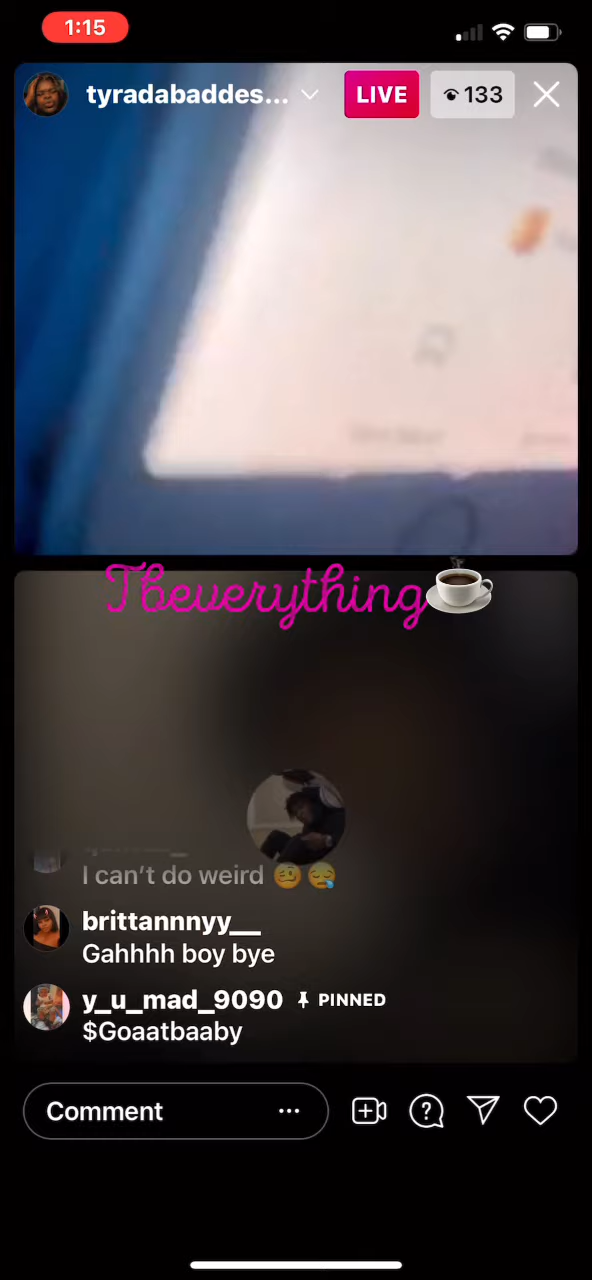 1:15
tyradabaddes...
LIVE
133
Tbeverything
I can't do weird 🥴 😪
brittannnyy__
Gahhhh boy bye
y_u_mad_9090 PINNED
$Goaatbaaby
Comment